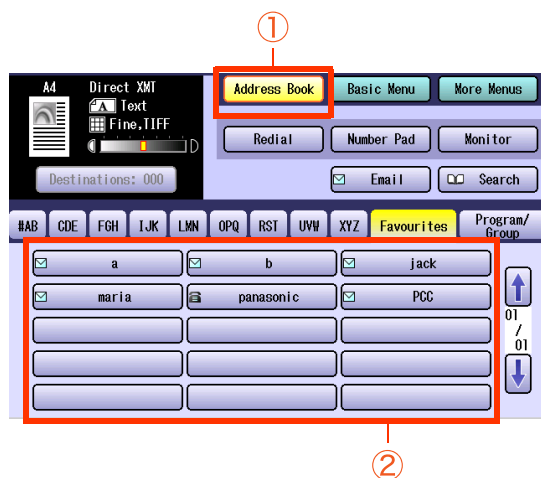 ①
A4 Direct XMT
A Text
Fine,TIFF
D
Destinations: 000
Address Book Basic Menu More Menus
Redial Number Pad Monitor
Email Search
#AB CDE FGH IJK LMN OPQ RST UVW XYZ Favourites Program/
Group
a b jack
maria panasonic PCC
01
/
01
②